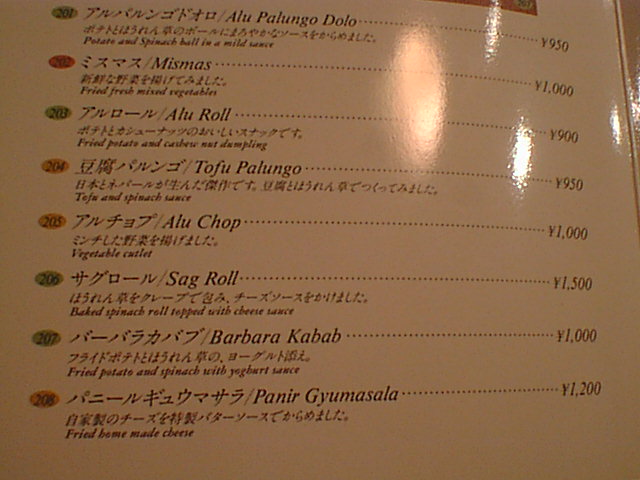 201 アルパルンゴドオロ/Alu Palungo Dolo ¥950
ポテトとほうれん草のボールにまろやかなソースをからめました。
Potato and Spinach ball in a mild sauce
202 ミスマス/Mismas ¥1,000
新鮮な野菜を揚げてみました。
Fried fresh mixed vegetables
203 アルロール/Alu Roll ¥900
ポテトとカシューナッツのおいしいスナックです。
Fried potato and cashew nut dumpling
204 豆腐パルンゴ/Tofu Palungo ¥950
日本とネパールが生んだ傑作です。豆腐とほうれん草でつくってみました。
Tofu and spinach sauce
205 アルチョプ/Alu Chop ¥1,000
ミンチした野菜を揚げました。
Vegetable cutlet
206 サグロール/Sag Roll ¥1,500
ほうれん草をクレープで包み、チーズソースをかけました。
Baked spinach roll topped with cheese sauce
207 バーバラカバブ/Barbara Kabab ¥1,000
フライドポテトとほうれん草の、ヨーグルト添え。
Fried potato and spinach with yoghurt sauce
208 パニールギュウマサラ/Panir Gyumasala ¥1,200
自家製のチーズを特製バターソースでからめました。
Fried home made cheese